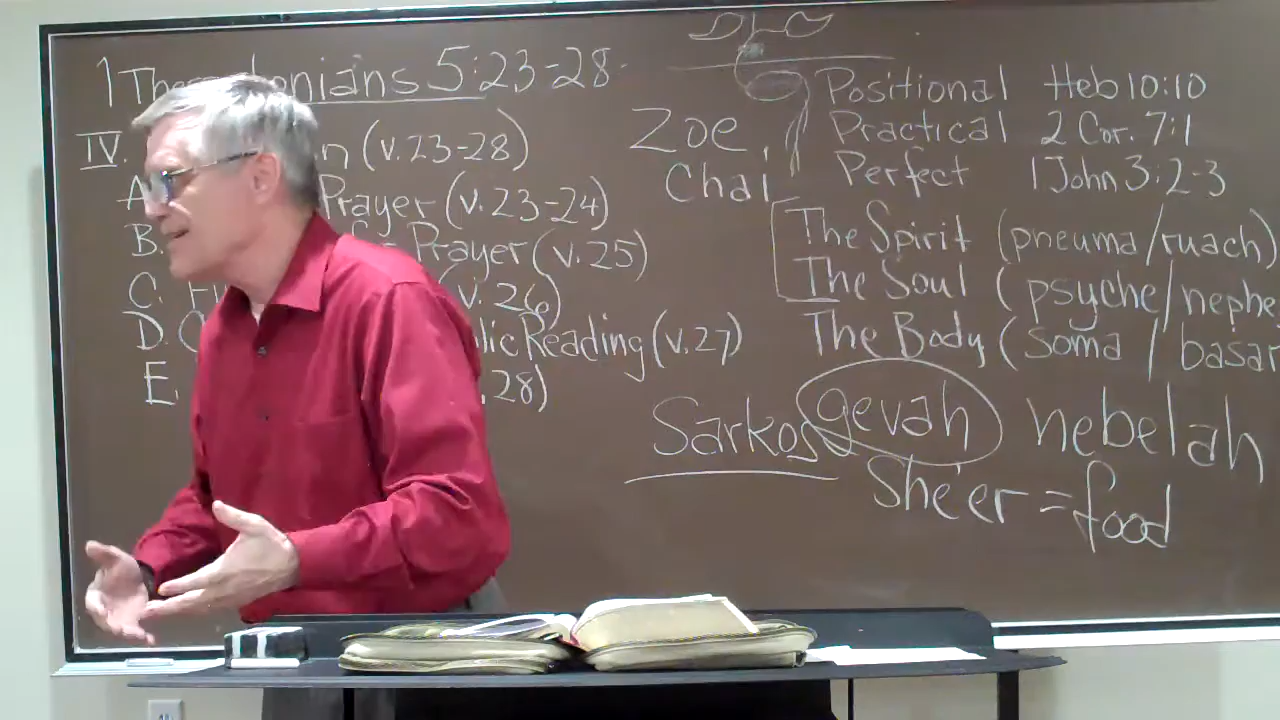 1 Thessalonians 5:23-28
IV. n (v.23-28)
A. Prayer (v.23-24)
B. Prayer (v.25)
C. (v.26)
D. lic Reading (v.27)
E. .28)
Zoe
Chai
Positional Heb 10:10
Practical 2 Cor. 7:1
Perfect 1 John 3:2-3
The Spirit (pneuma/ruach)
The Soul (psyche/nephe
The Body (soma / basar
Sarkos gevah nebelah
She'er = food